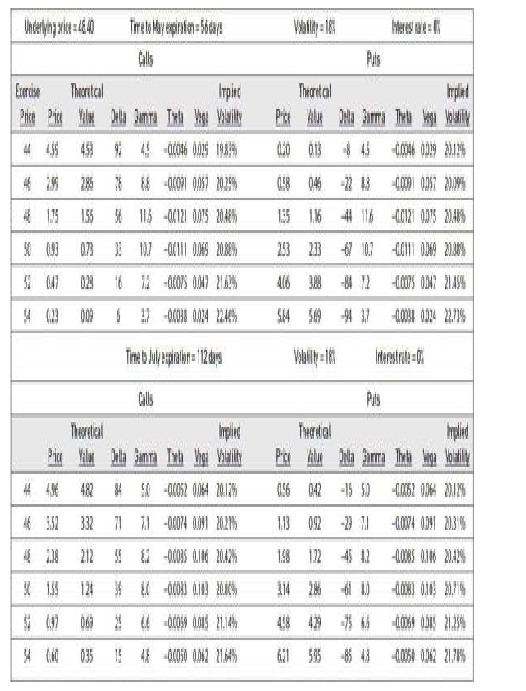 Underlying price = 48.40 Time to May expiration = 56 days Volatility = 18% Interest rate = 0%
Calls Puts
Exercise Theoretical Implied Theoretical Implied
Price Price Value Delta Gamma Theta Vega Volatility Price Value Delta Gamma Theta Vega Volatility
44 4.55 4.53 92 4.5 -0.0046 19.83% 0.20 0.13 -8 4.5 -0.0046 0.029 20.12%
46 2.95 2.85 78 8.8 -0.0091 0.057 20.25% 0.58 0.46 -22 8.8 -0.0091 0.057 20.09%
48 1.75 1.56 56 11.6 -0.0121 0.075 20.48% 1.35 1.16 -44 11.6 -0.0121 0.075 20.48%
50 0.93 0.73 33 10.7 -0.0111 0.069 20.88% 2.53 2.33 -67 10.7 -0.0111 0.069 20.88%
52 0.47 0.28 16 7.2 -0.0075 0.047 21.62% 4.06 3.88 -84 7.2 -0.0075 0.047 21.45%
54 0.23 0.09 6 3.7 -0.0038 0.024 22.46% 5.84 5.69 -94 3.7 -0.0038 0.024 22.73%
Time to July expiration = 112 days Volatility = 18% Interest rate = 0%
Calls Puts
Theoretical Implied Theoretical Implied
Price Value Delta Gamma Theta Vega Volatility Price Value Delta Gamma Theta Vega Volatility
44 4.96 4.82 84 5.0 -0.0052 0.064 20.12% 0.56 0.42 -16 5.0 -0.0052 0.064 20.12%
46 3.52 3.32 71 7.1 -0.0074 0.091 20.21% 1.13 0.92 -29 7.1 -0.0074 0.091 20.31%
48 2.38 2.12 55 8.2 -0.0085 0.106 20.42% 1.98 1.72 -45 8.2 -0.0085 0.106 20.42%
50 1.55 1.24 39 8.0 -0.0083 0.103 20.80% 3.14 2.86 -61 8.0 -0.0083 0.103 20.71%
52 0.97 0.69 25 6.6 -0.0069 0.085 21.14% 4.58 4.29 -75 6.6 -0.0069 0.085 21.25%
54 0.60 0.35 15 4.8 -0.0050 0.062 21.64% 6.21 5.95 -85 4.8 -0.0050 0.062 21.78%